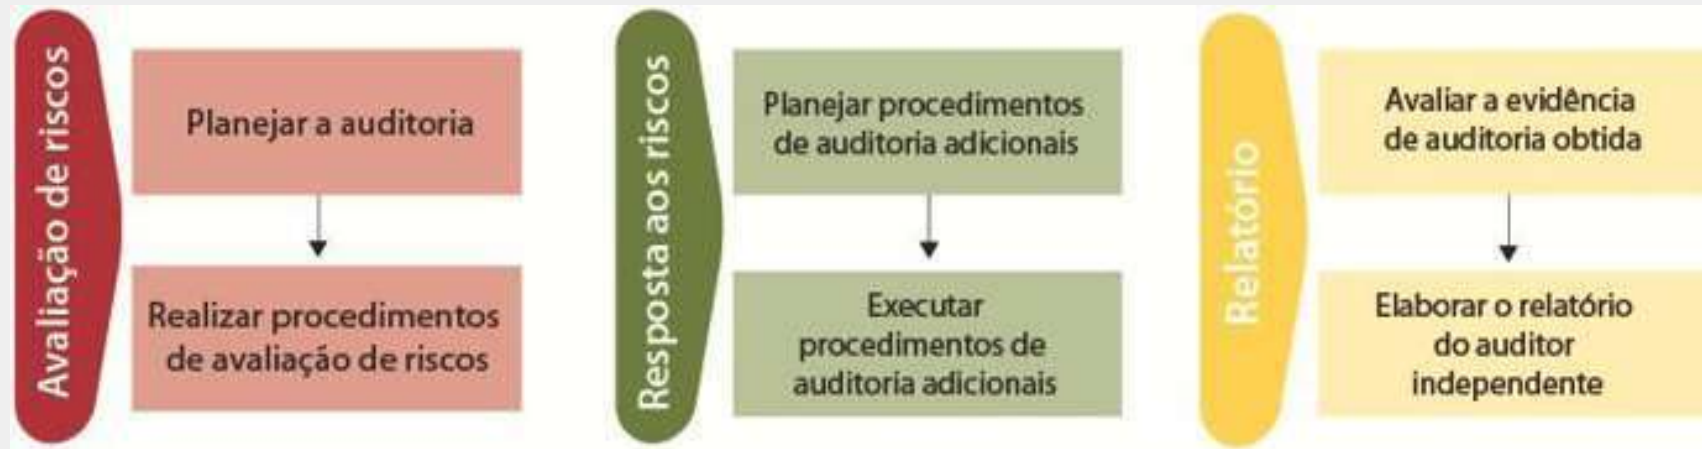 Avaliação de riscos
Planejar a auditoria
Realizar procedimentos
de avaliação de riscos
Resposta aos riscos
Planejar procedimentos
de auditoria adicionais
Executar
procedimentos de
auditoria adicionais
Relatório
Avaliar a evidência
de auditoria obtida
Elaborar o relatório
do auditor
independente